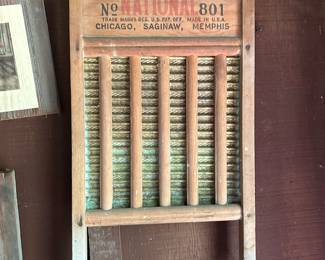 No NATIONAL 801
TRADE MARKS REG. U.S. PAT. OFF. MADE IN U.S.A.
CHICAGO, SAGINAW, MEMPHIS